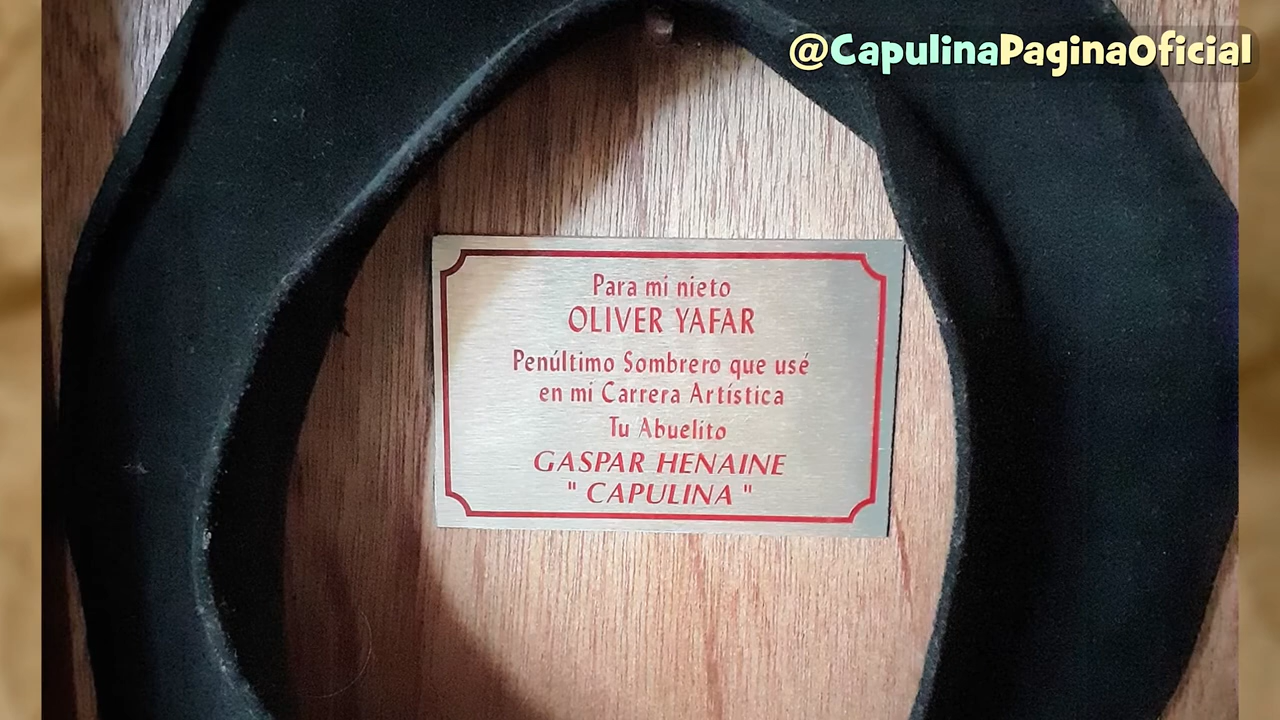 @CapulinaPaginaOficial
Para mi nieto
OLIVER YAFAR
Penúltimo Sombrero que usé
en mi Carrera Artística
Tu Abuelito
GASPAR HENAINE
" CAPULINA "